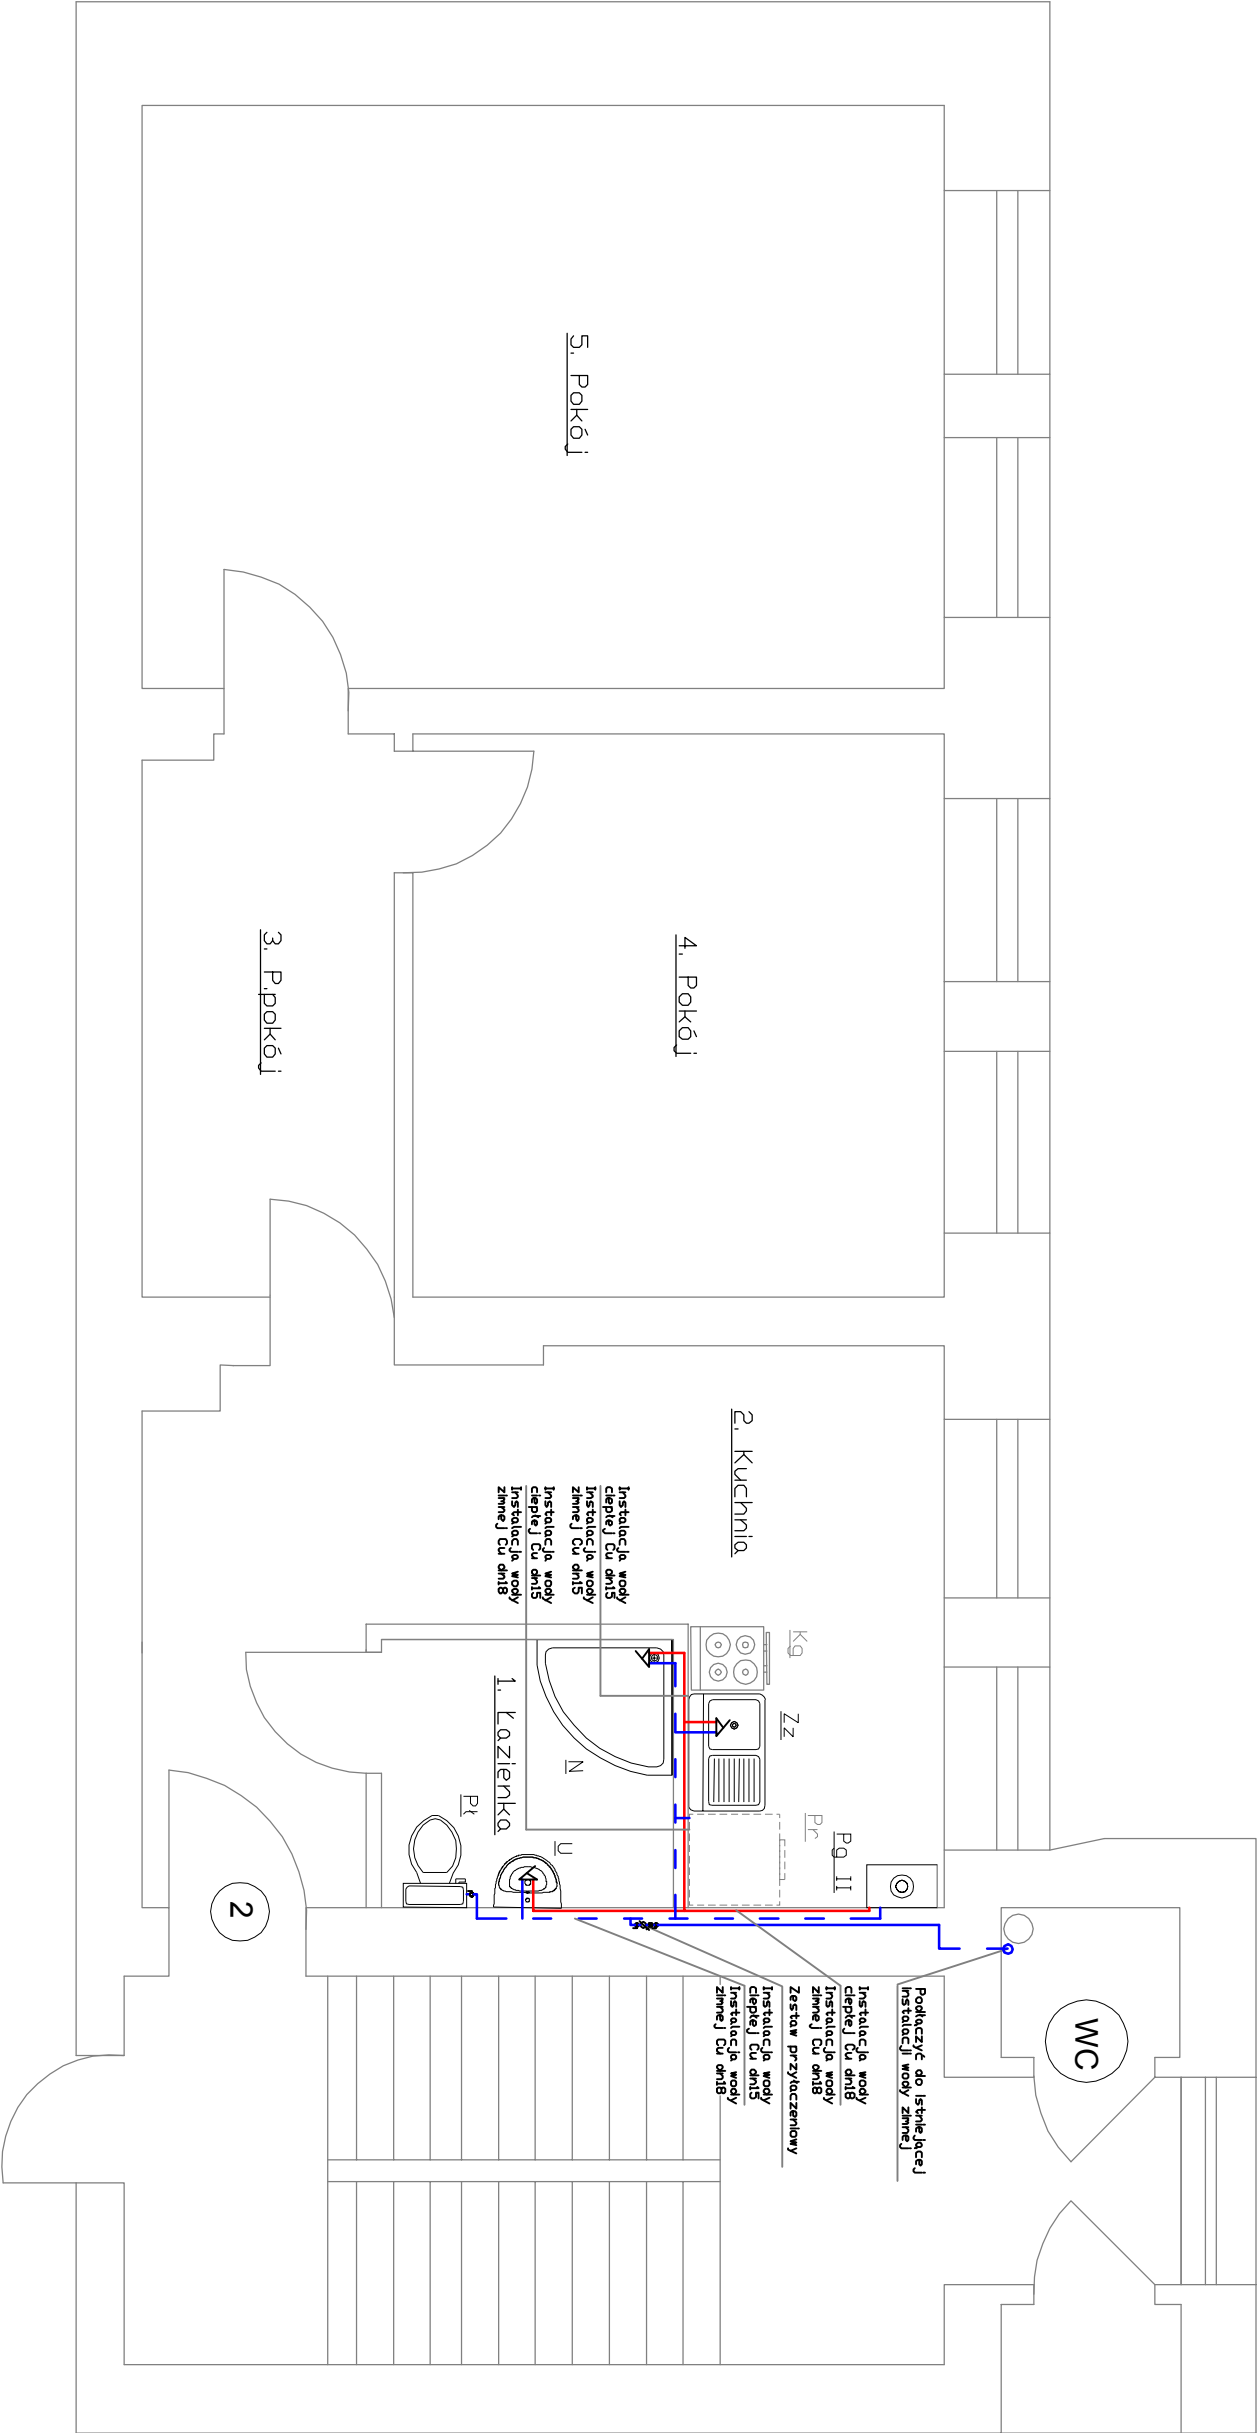 5. Pokój
4. Pokój
3. P.pokój
2. Kuchnia
Instalacja wody
ciepłej Cu dn15
Instalacja wody
zimnej Cu dn15
Instalacja wody
ciepłej Cu dn15
Instalacja wody
zimnej Cu dn18
Kg
Zz
Pr
Pg II
1. Łazienka
N
Pł
U
2
WC
Podłączyć do istniejącej
instalacji wody zimnej
Instalacja wody
ciepłej Cu dn18
Instalacja wody
zimnej Cu dn18
Zestaw przyłączeniowy
Instalacja wody
ciepłej Cu dn15
Instalacja wody
zimnej Cu dn18